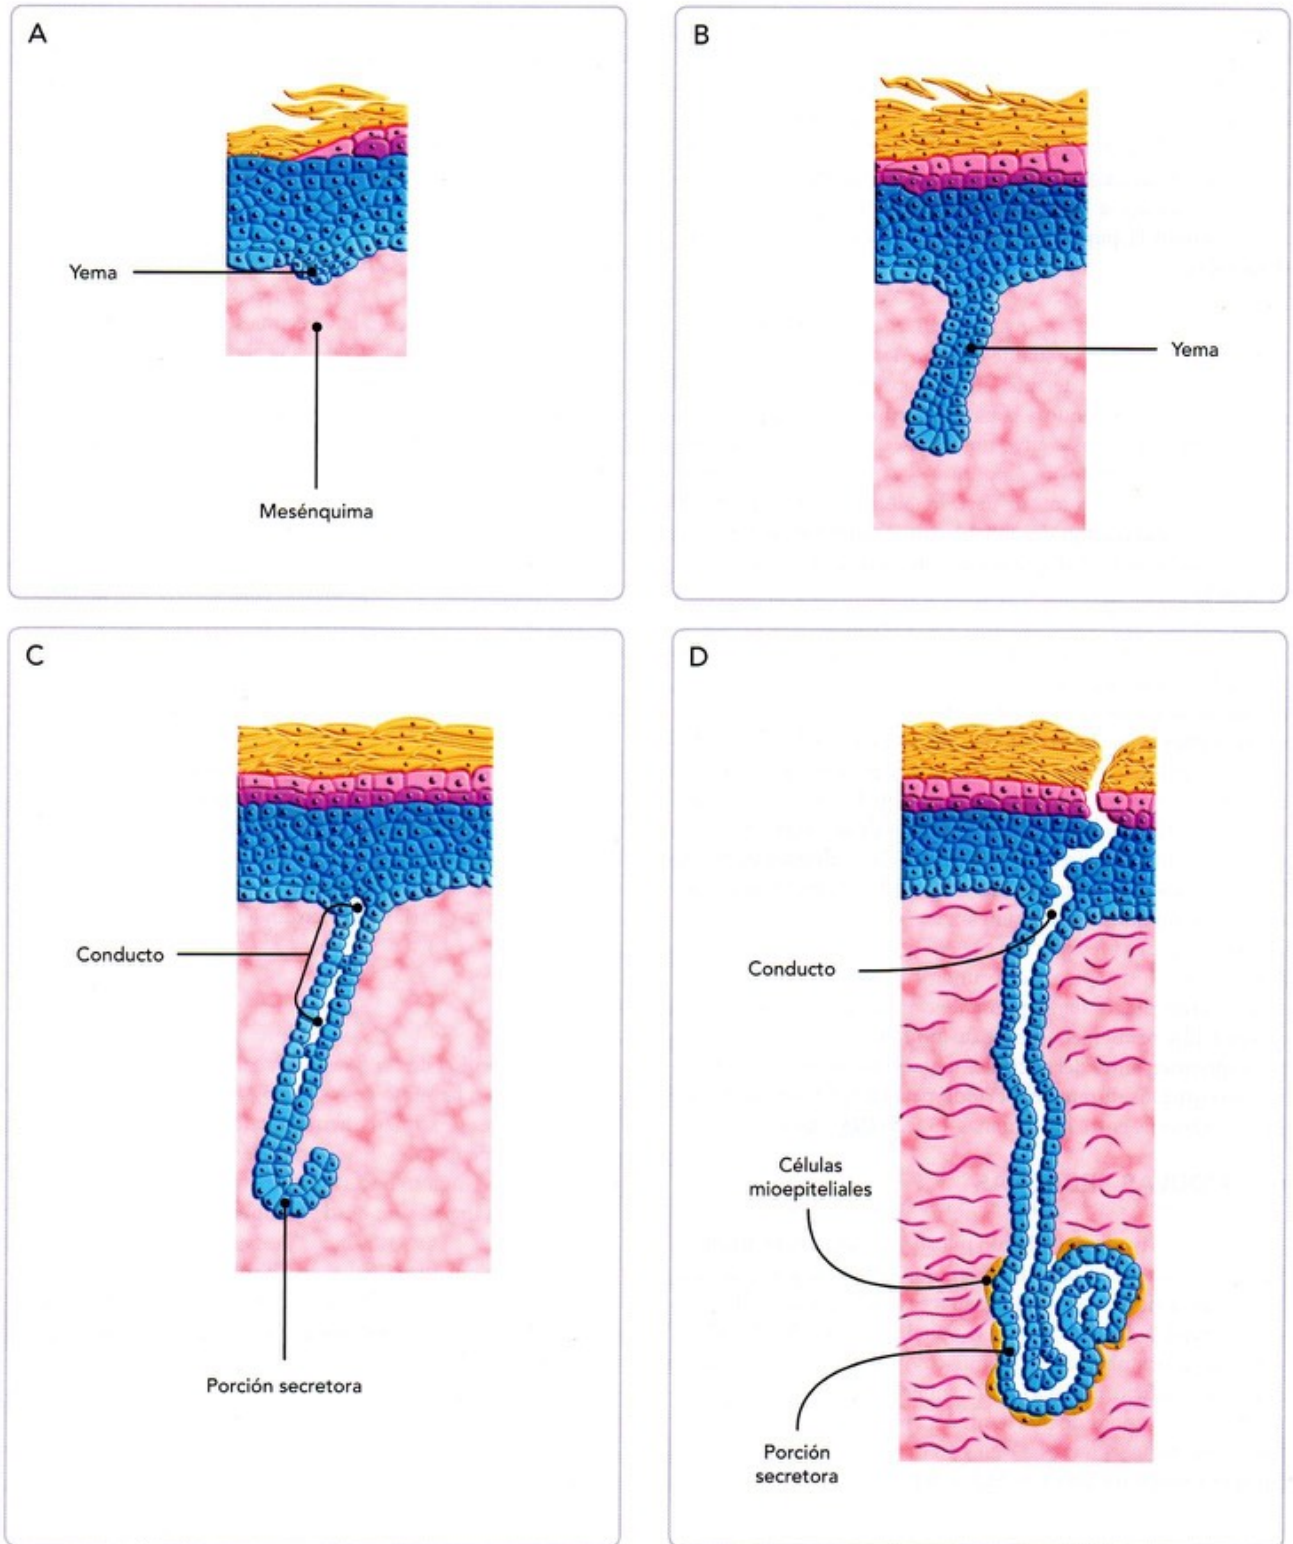 A
Yema
Mesénquima
B
Yema
C
Conducto
Porción secretora
D
Conducto
Células
mioepiteliales
Porción
secretora